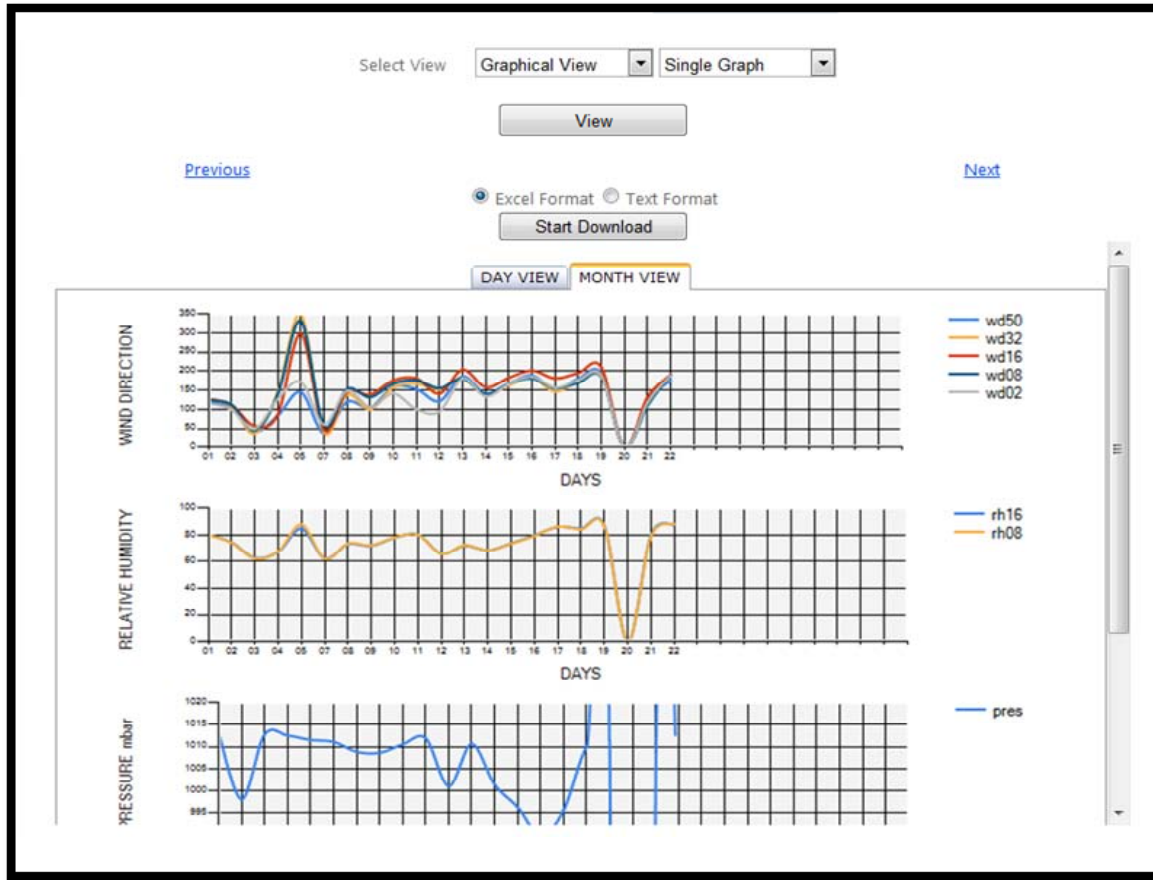 Select View Graphical View Single Graph
View
Previous Next
Excel Format Text Format
Start Download
DAY VIEW MONTH VIEW
WIND DIRECTION
350
300
250
200
150
100
50
0
01 02 03 04 05 07 08 09 10 11 12 13 14 15 16 17 18 19 20 21 22
DAYS
wd50
wd32
wd16
wd08
wd02
RELATIVE HUMIDITY
100
80
60
40
20
0
01 02 03 04 05 07 08 09 10 11 12 13 14 15 16 17 18 19 20 21 22
DAYS
rh16
rh08
PRESSURE mbar
1020
1015
1010
1005
1000
995
pres